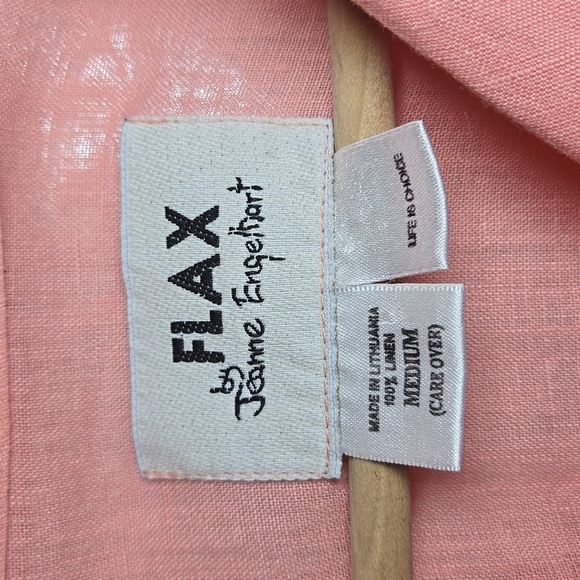 FLAX
by
Jeanne Engelhart
LIFE IS CHOICE
MADE IN LITHUANIA
100% LINEN
MEDIUM
(CARE OVER)